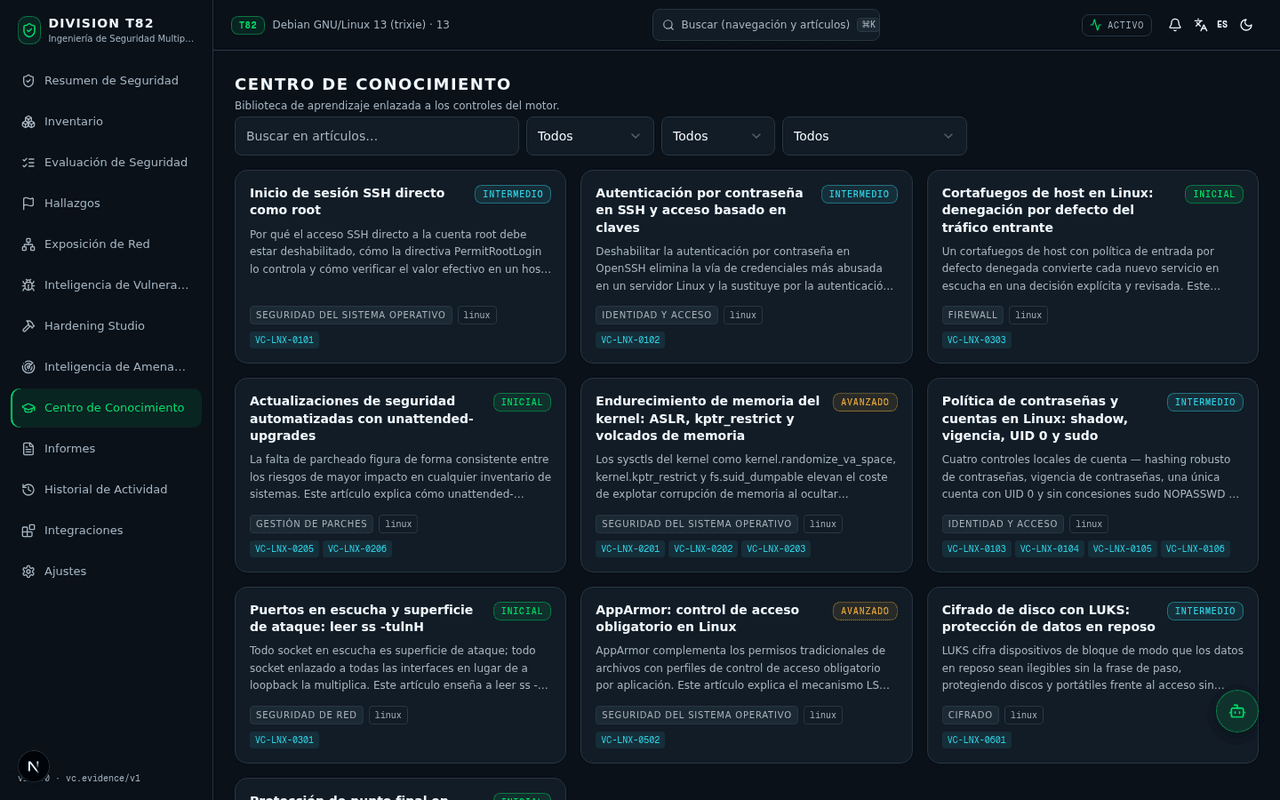 DIVISION T82
Ingeniería de Seguridad Multip…
Resumen de Seguridad
Inventario
Evaluación de Seguridad
Hallazgos
Exposición de Red
Inteligencia de Vulnera…
Hardening Studio
Inteligencia de Amena…
Centro de Conocimiento
Informes
Historial de Actividad
Integraciones
Ajustes
N
· vc.evidence/v1
T82
Debian GNU/Linux 13 (trixie) · 13
Buscar (navegación y artículos)
⌘K
ACTIVO
ES
CENTRO DE CONOCIMIENTO
Biblioteca de aprendizaje enlazada a los controles del motor.
Buscar en artículos…
Todos
Todos
Todos
Inicio de sesión SSH directo
como root
INTERMEDIO
Por qué el acceso SSH directo a la cuenta root debe
estar deshabilitado, cómo la directiva PermitRootLogin
lo controla y cómo verificar el valor efectivo en un hos…
SEGURIDAD DEL SISTEMA OPERATIVO
linux
VC-LNX-0101
Autenticación por contraseña
en SSH y acceso basado en
claves
INTERMEDIO
Deshabilitar la autenticación por contraseña en
OpenSSH elimina la vía de credenciales más abusada
en un servidor Linux y la sustituye por la autenticació…
IDENTIDAD Y ACCESO
linux
VC-LNX-0102
Cortafuegos de host en Linux:
denegación por defecto del
tráfico entrante
INICIAL
Un cortafuegos de host con política de entrada por
defecto denegada convierte cada nuevo servicio en
escucha en una decisión explícita y revisada. Este…
FIREWALL
linux
VC-LNX-0303
Actualizaciones de seguridad
automatizadas con unattended-
upgrades
INICIAL
La falta de parcheado figura de forma consistente entre
los riesgos de mayor impacto en cualquier inventario de
sistemas. Este artículo explica cómo unattended-…
GESTIÓN DE PARCHES
linux
VC-LNX-0205
VC-LNX-0206
Endurecimiento de memoria del
kernel: ASLR, kptr_restrict y
volcados de memoria
AVANZADO
Los sysctls del kernel como kernel.randomize_va_space,
kernel.kptr_restrict y fs.suid_dumpable elevan el coste
de explotar corrupción de memoria al ocultar…
SEGURIDAD DEL SISTEMA OPERATIVO
linux
VC-LNX-0201
VC-LNX-0202
VC-LNX-0203
Política de contraseñas y
cuentas en Linux: shadow,
vigencia, UID 0 y sudo
INTERMEDIO
Cuatro controles locales de cuenta — hashing robusto
de contraseñas, vigencia de contraseñas, una única
cuenta con UID 0 y sin concesiones sudo NOPASSWD …
IDENTIDAD Y ACCESO
linux
VC-LNX-0103
VC-LNX-0104
VC-LNX-0105
VC-LNX-0106
Puertos en escucha y superficie
de ataque: leer ss -tulnH
INICIAL
Todo socket en escucha es superficie de ataque; todo
socket enlazado a todas las interfaces en lugar de a
loopback la multiplica. Este artículo enseña a leer ss -…
SEGURIDAD DE RED
linux
VC-LNX-0301
AppArmor: control de acceso
obligatorio en Linux
AVANZADO
AppArmor complementa los permisos tradicionales de
archivos con perfiles de control de acceso obligatorio
por aplicación. Este artículo explica el mecanismo LS…
SEGURIDAD DEL SISTEMA OPERATIVO
linux
VC-LNX-0502
Cifrado de disco con LUKS:
protección de datos en reposo
INTERMEDIO
LUKS cifra dispositivos de bloque de modo que los datos
en reposo sean ilegibles sin la frase de paso,
protegiendo discos y portátiles frente al acceso sin…
CIFRADO
linux
VC-LNX-0601
Protección de punto final en
INICIAL